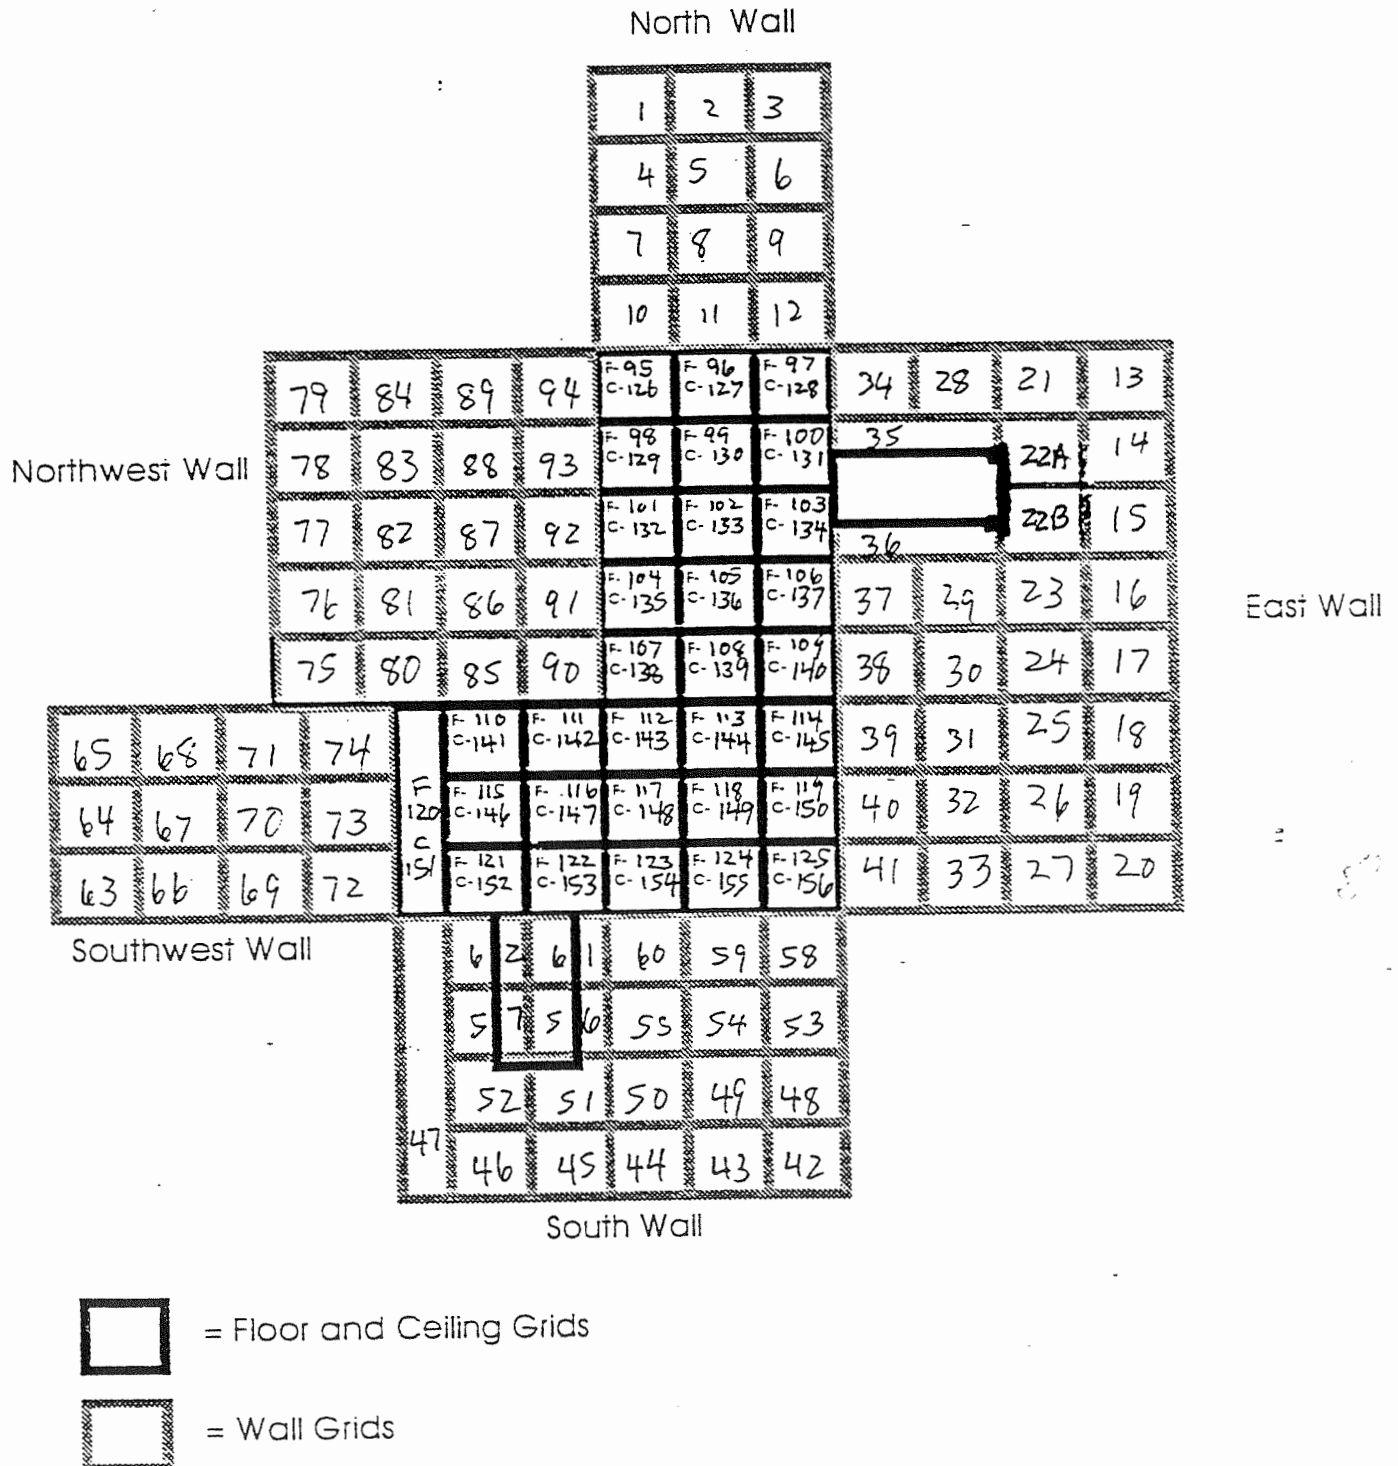 North Wall
1 2 3
4 5 6
7 8 9
10 11 12
79 84 89 94 F-95 C-126 F-96 C-127 F-97 C-128 34 28 21 13
Northwest Wall
78 83 88 93 F-98 C-129 F-99 C-130 F-100 C-131 35 22A 14
77 82 87 92 F-101 C-132 F-102 C-133 F-103 C-134 36 22B 15
76 81 86 91 F-104 C-135 F-105 C-136 F-106 C-137 37 29 23 16
East Wall
75 80 85 90 F-107 C-138 F-108 C-139 F-109 C-140 38 30 24 17
65 68 71 74 F-110 C-141 F-111 C-142 F-112 C-143 F-113 C-144 F-114 C-145 39 31 25 18
64 67 70 73 F 120 C 151 F-115 C-146 F-116 C-147 F-117 C-148 F-118 C-149 F-119 C-150 40 32 26 19
63 66 69 72 F-121 C-152 F-122 C-153 F-123 C-154 F-124 C-155 F-125 C-156 41 33 27 20
Southwest Wall
62 61 60 59 58
57 56 55 54 53
52 51 50 49 48
47 46 45 44 43 42
South Wall
= Floor and Ceiling Grids
= Wall Grids